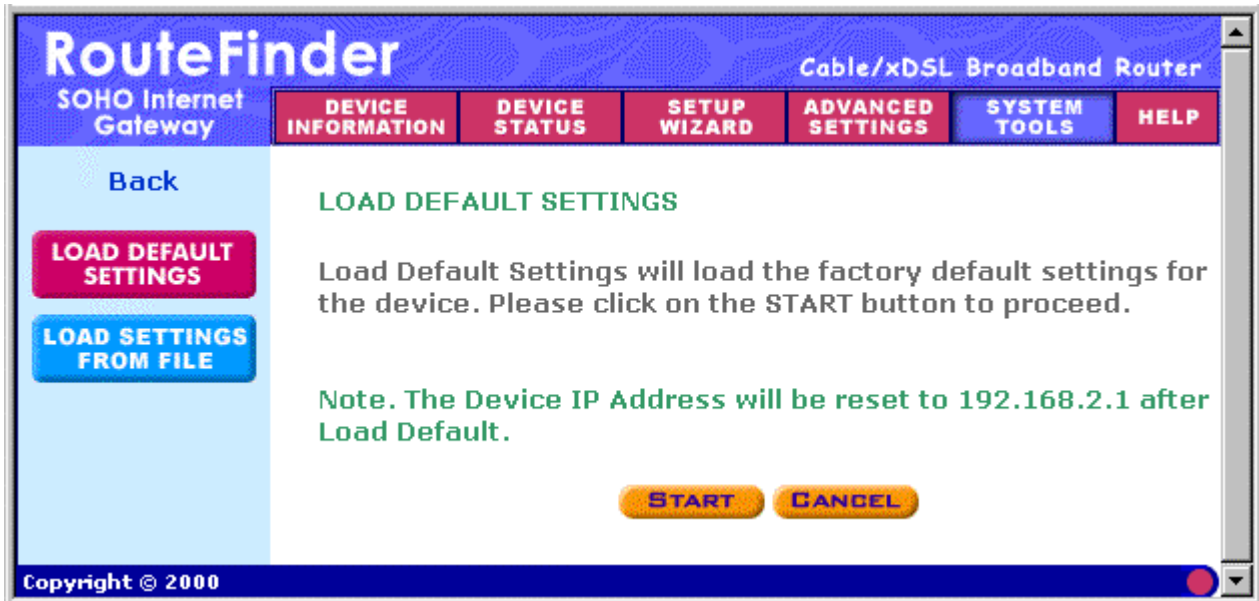 RouteFinder
Cable/xDSL Broadband Router
SOHO Internet
Gateway
DEVICE
INFORMATION
DEVICE
STATUS
SETUP
WIZARD
ADVANCED
SETTINGS
SYSTEM
TOOLS
HELP
Back
LOAD DEFAULT
SETTINGS
LOAD SETTINGS
FROM FILE
LOAD DEFAULT SETTINGS
Load Default Settings will load the factory default settings for
the device. Please click on the START button to proceed.
Note. The Device IP Address will be reset to 192.168.2.1 after
Load Default.
START
CANCEL
Copyright © 2000